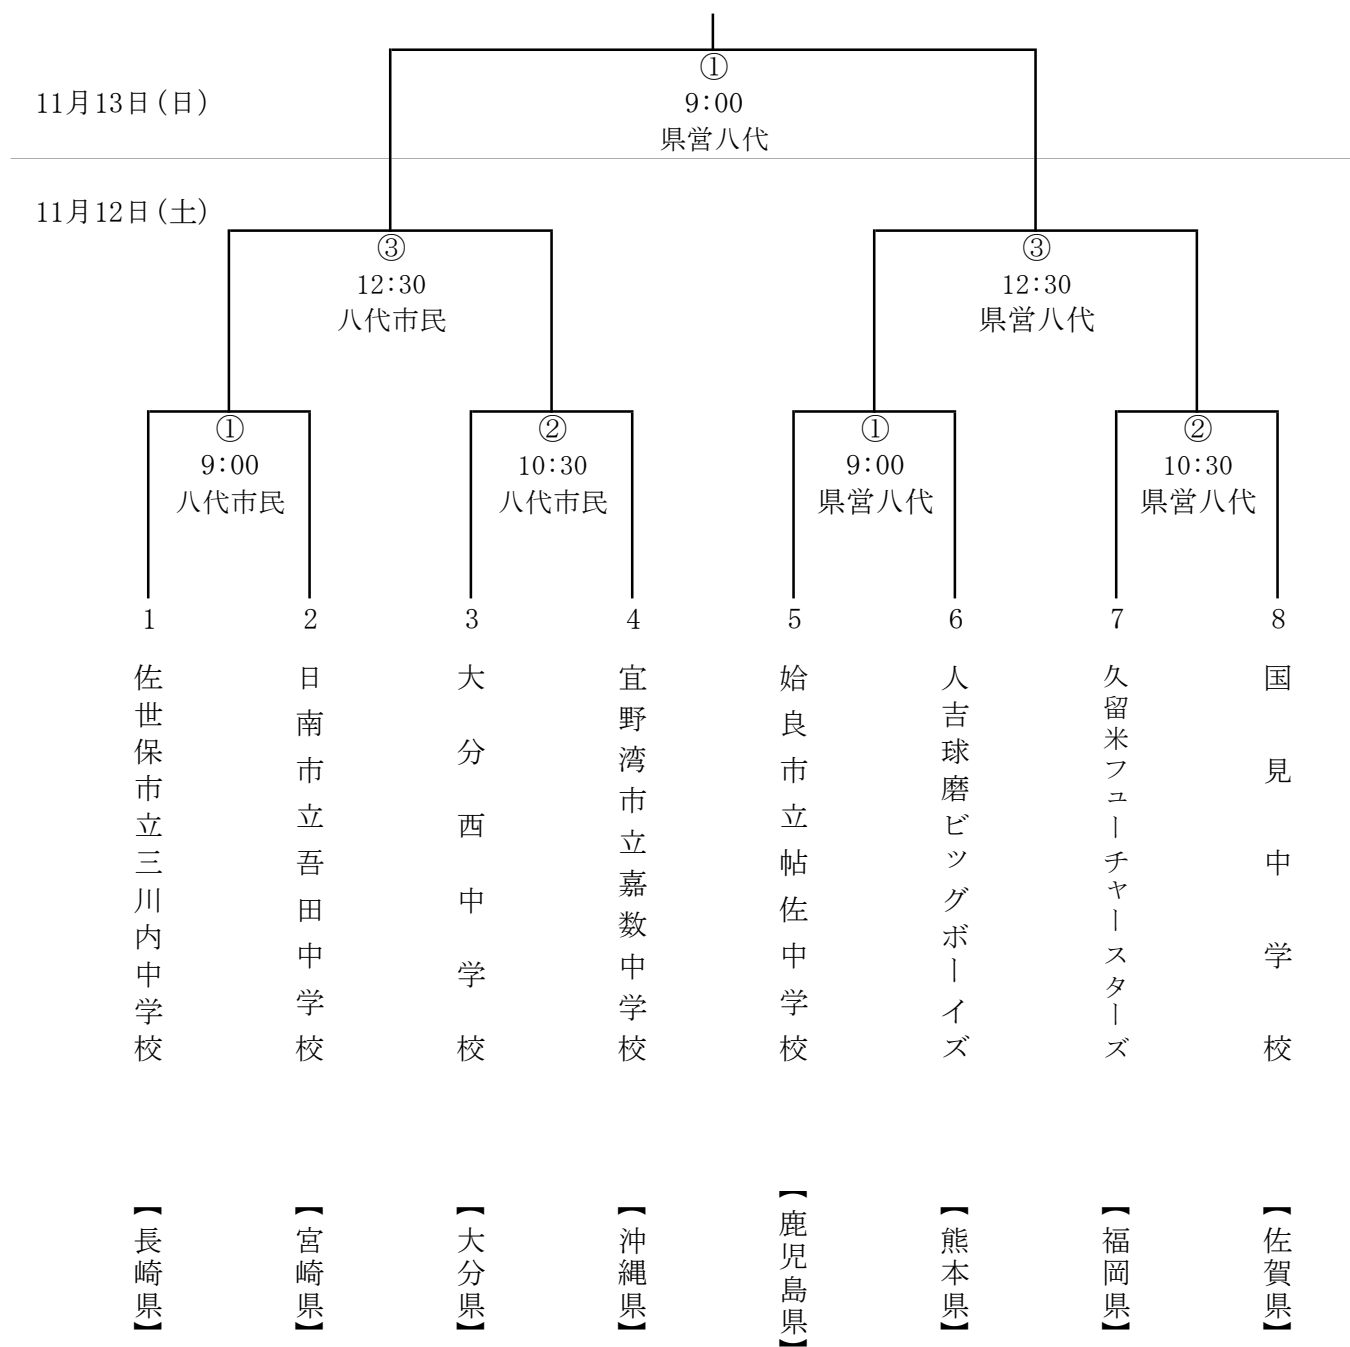 ①
9:00
県営八代
11月13日(日)
11月12日(土)
③
12:30
八代市民
③
12:30
県営八代
①
9:00
八代市民
②
10:30
八代市民
①
9:00
県営八代
②
10:30
県営八代
1
2
3
4
5
6
7
8
佐世保市立三川内中学校
日南市立吾田中学校
大分西中学校
宜野湾市立嘉数中学校
姶良市立帖佐中学校
人吉球磨ビッグボーイズ
久留米フューチャースターズ
国見中学校
【長崎県】
【宮崎県】
【大分県】
【沖縄県】
【鹿児島県】
【熊本県】
【福岡県】
【佐賀県】